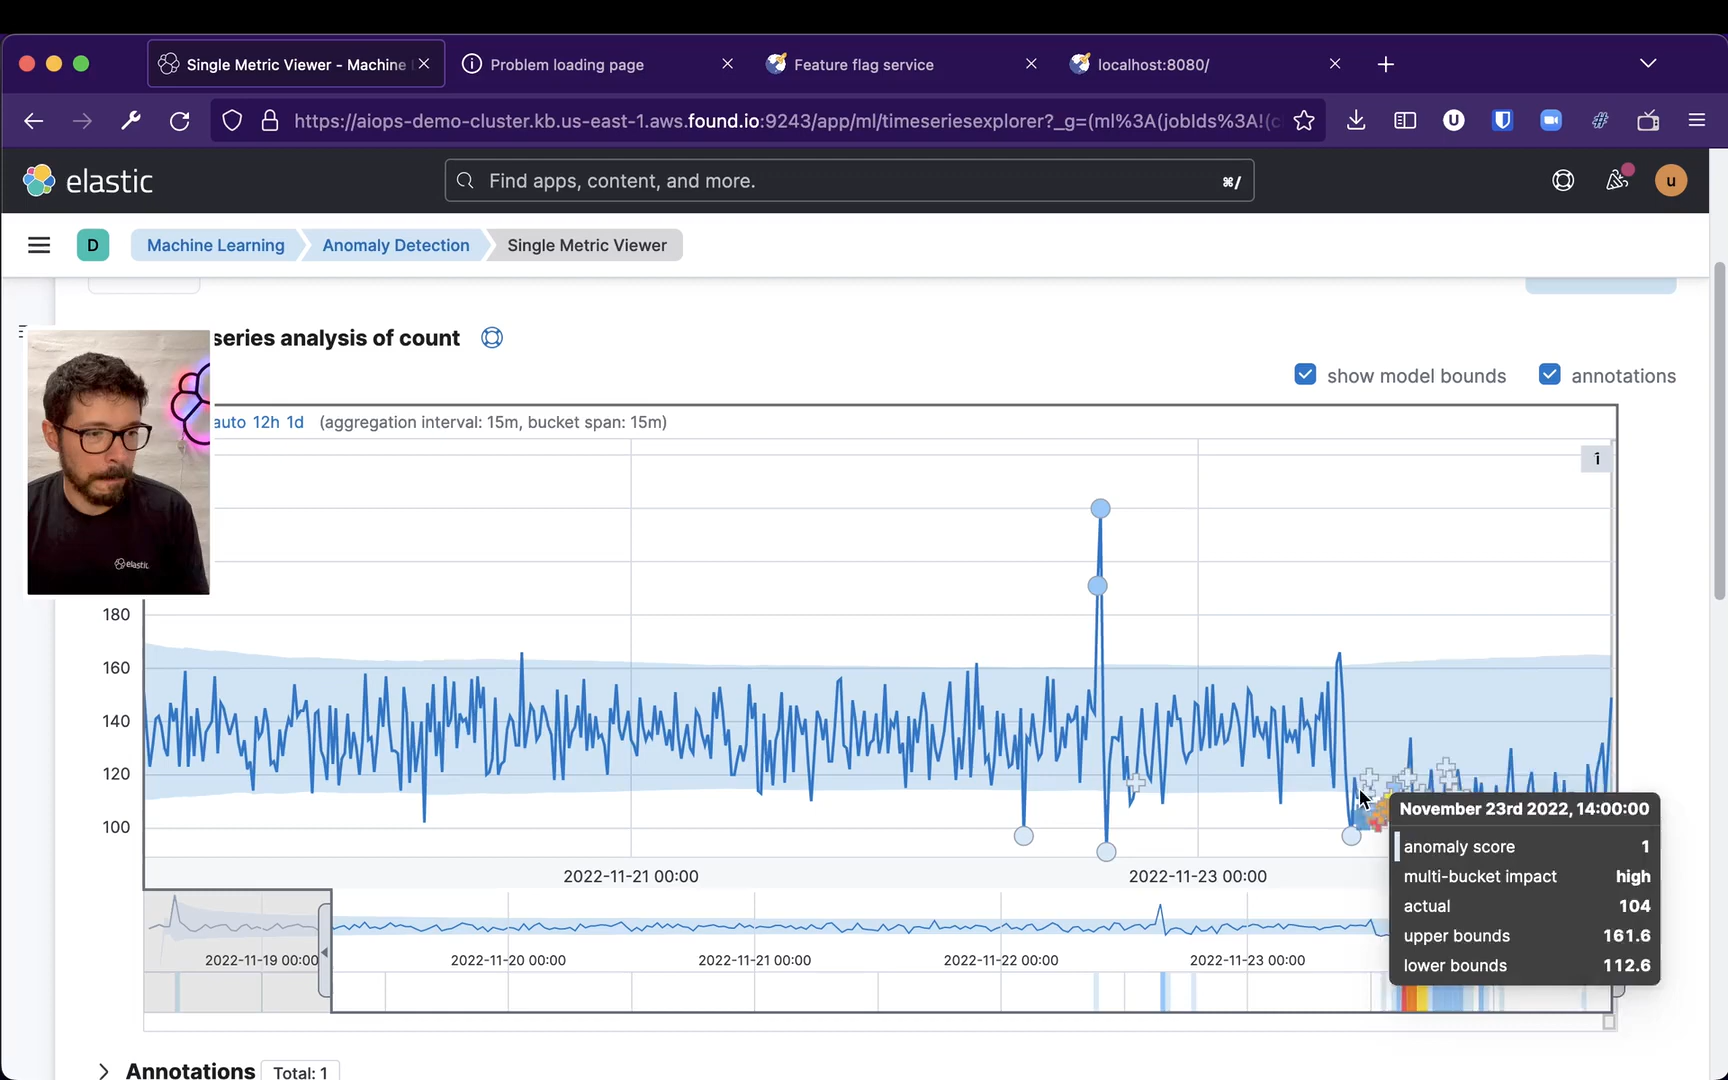 Single Metric Viewer - Machine
Problem loading page
Feature flag service
localhost:8080/
https://aiops-demo-cluster.kb.us-east-1.aws.found.io:9243/app/ml/timeseriesexplorer?_g=(ml%3A(jobIds%3A!(c
U
#
elastic
Find apps, content, and more.
⌘/
u
D
Machine Learning
Anomaly Detection
Single Metric Viewer
series analysis of count
show model bounds
annotations
auto 12h 1d (aggregation interval: 15m, bucket span: 15m)
elastic
180
160
140
120
100
2022-11-21 00:00
2022-11-23 00:00
November 23rd 2022, 14:00:00
anomaly score 1
multi-bucket impact high
actual 104
upper bounds 161.6
lower bounds 112.6
2022-11-19 00:00
2022-11-20 00:00
2022-11-21 00:00
2022-11-22 00:00
2022-11-23 00:00
Annotations Total: 1